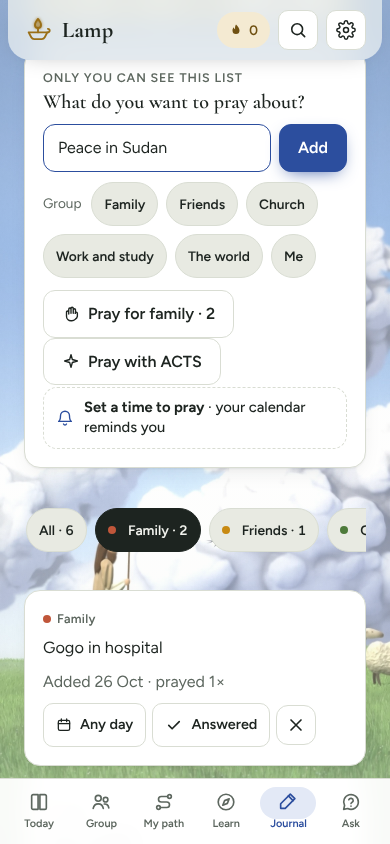 Lamp
0
ONLY YOU CAN SEE THIS LIST
What do you want to pray about?
Peace in Sudan
Add
Group
Family
Friends
Church
Work and study
The world
Me
Pray for family · 2
Pray with ACTS
Set a time to pray · your calendar
reminds you
All · 6
Family · 2
Friends · 1
Family
Gogo in hospital
Added 26 Oct · prayed 1×
Any day
Answered
Today
Group
My path
Learn
Journal
Ask